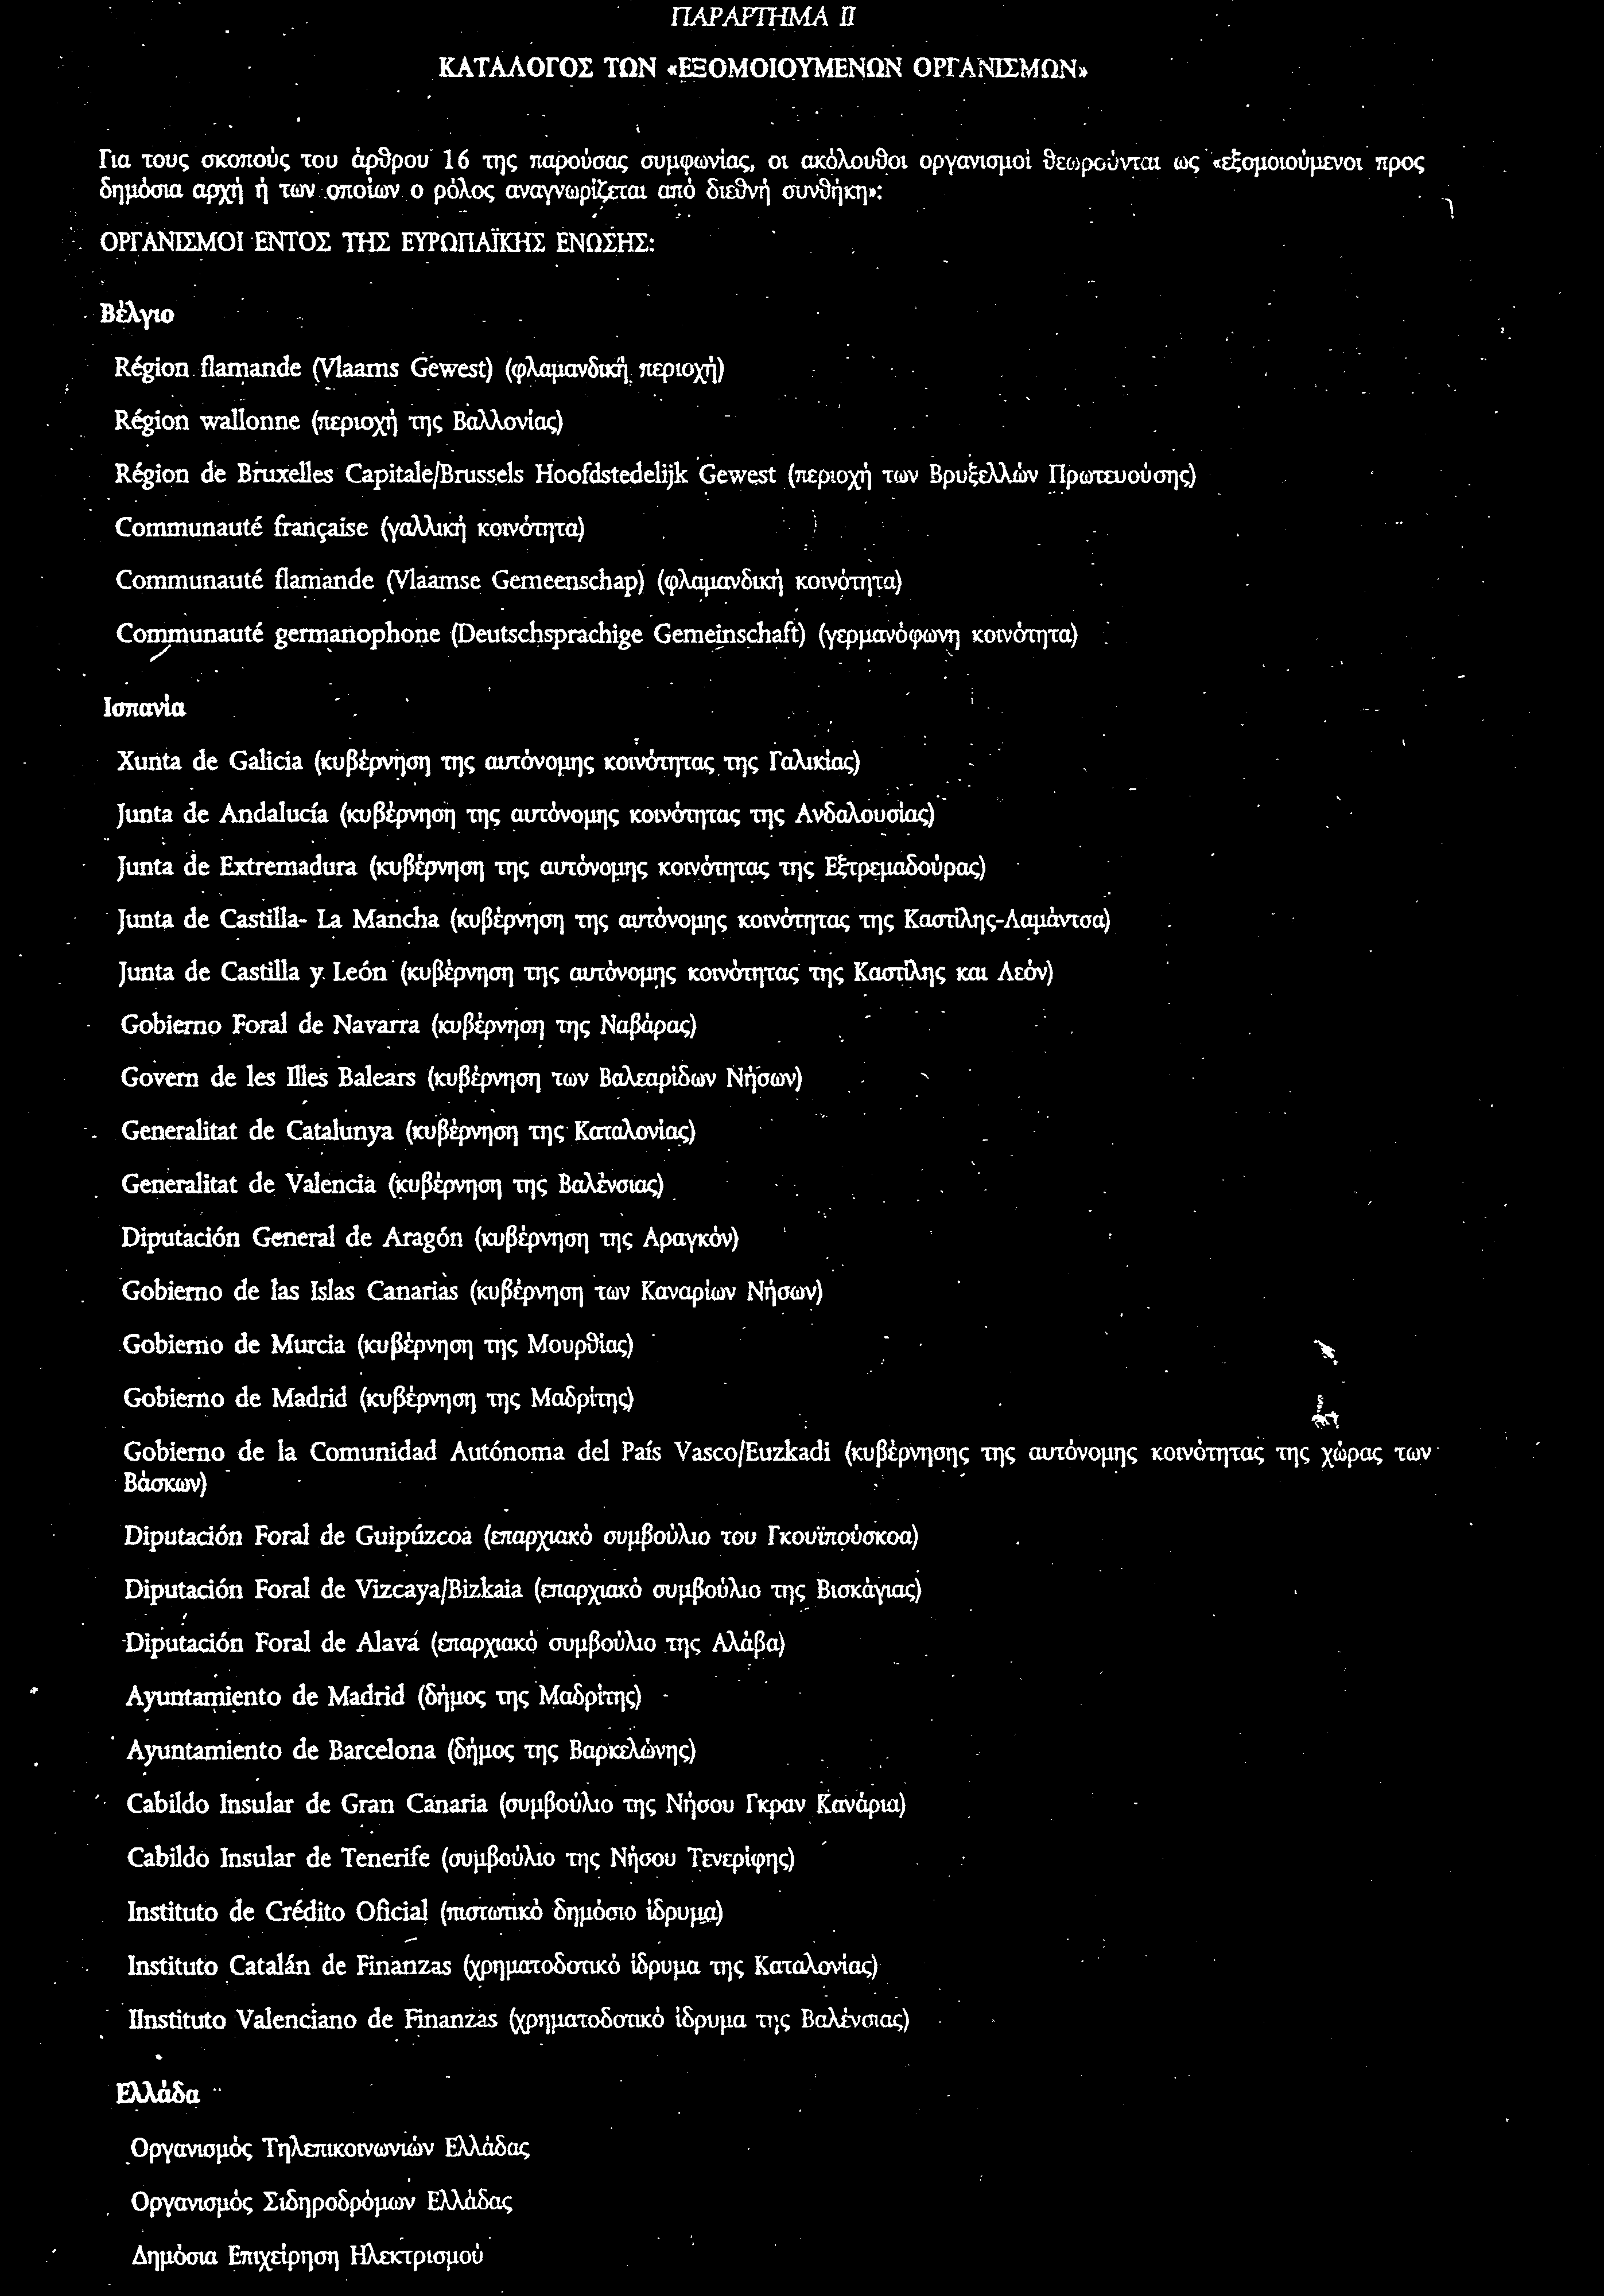 ΠΑΡΑΡΤΗΜΑ II
ΚΑΤΑΛΟΓΟΣ ΤΩΝ «ΕΞΟΜΟΙΟΥΜΕΝΩΝ ΟΡΓΑΝΙΣΜΩΝ»
Για τους σκοπούς του άρθρου 16 της παρούσας συμφωνίας, οι ακόλουθοι οργανισμοί θεωρούνται ως «εξομοιούμενοι προς
δημόσια αρχή ή των οποίων ο ρόλος αναγνωρίζεται από διεθνή συνθήκη»:
ΟΡΓΑΝΙΣΜΟΙ ΕΝΤΟΣ ΤΗΣ ΕΥΡΩΠΑΪΚΗΣ ΕΝΩΣΗΣ:
Βέλγιο
Région flamande (Vlaams Gewest) (φλαμανδική περιοχή)
Région wallonne (περιοχή της Βαλλονίας)
Région de Bruxelles Capitale/Brussels Hoofdstedelijk Gewest (περιοχή των Βρυξελλών Πρωτευούσης)
Communauté française (γαλλική κοινότητα)
Communauté flamande (Vlaamse Gemeenschap) (φλαμανδική κοινότητα)
Communauté germanophone (Deutschsprachige Gemeinschaft) (γερμανόφωνη κοινότητα)
Ισπανία
Xunta de Galicia (κυβέρνηση της αυτόνομης κοινότητας της Γαλικίας)
Junta de Andalucía (κυβέρνηση της αυτόνομης κοινότητας της Ανδαλουσίας)
Junta de Extremadura (κυβέρνηση της αυτόνομης κοινότητας της Εξτρεμαδούρας)
Junta de Castilla- La Mancha (κυβέρνηση της αυτόνομης κοινότητας της Καστίλης-Λαμάντσα)
Junta de Castilla y León (κυβέρνηση της αυτόνομης κοινότητας της Καστίλης και Λεόν)
Gobierno Foral de Navarra (κυβέρνηση της Ναβάρας)
Govern de les Illes Balears (κυβέρνηση των Βαλεαρίδων Νήσων)
Generalitat de Catalunya (κυβέρνηση της Καταλονίας)
Generalitat de Valencia (κυβέρνηση της Βαλένσιας)
Diputación General de Aragón (κυβέρνηση της Αραγκόν)
Gobierno de las Islas Canarias (κυβέρνηση των Καναρίων Νήσων)
Gobierno de Murcia (κυβέρνηση της Μουρθίας)
Gobierno de Madrid (κυβέρνηση της Μαδρίτης)
Gobierno de la Comunidad Autónoma del País Vasco/Euzkadi (κυβέρνησης της αυτόνομης κοινότητας της χώρας των
Βάσκων)
Diputación Foral de Guipúzcoa (επαρχιακό συμβούλιο του Γκουϊπούσκοα)
Diputación Foral de Vizcaya/Bizkaia (επαρχιακό συμβούλιο της Βισκάγιας)
Diputación Foral de Alavá (επαρχιακό συμβούλιο της Αλάβα)
Ayuntamiento de Madrid (δήμος της Μαδρίτης)
Ayuntamiento de Barcelona (δήμος της Βαρκελώνης)
Cabildo Insular de Gran Canaria (συμβούλιο της Νήσου Γκραν Κανάρια)
Cabildo Insular de Tenerife (συμβούλιο της Νήσου Τενερίφης)
Instituto de Crédito Oficial (πιστωτικό δημόσιο ίδρυμα)
Instituto Catalán de Finanzas (χρηματοδοτικό ίδρυμα της Καταλονίας)
IInstituto Valenciano de Finanzas (χρηματοδοτικό ίδρυμα της Βαλένσιας)
Ελλάδα
Οργανισμός Τηλεπικοινωνιών Ελλάδας
Οργανισμός Σιδηροδρόμων Ελλάδας
Δημόσια Επιχείρηση Ηλεκτρισμού